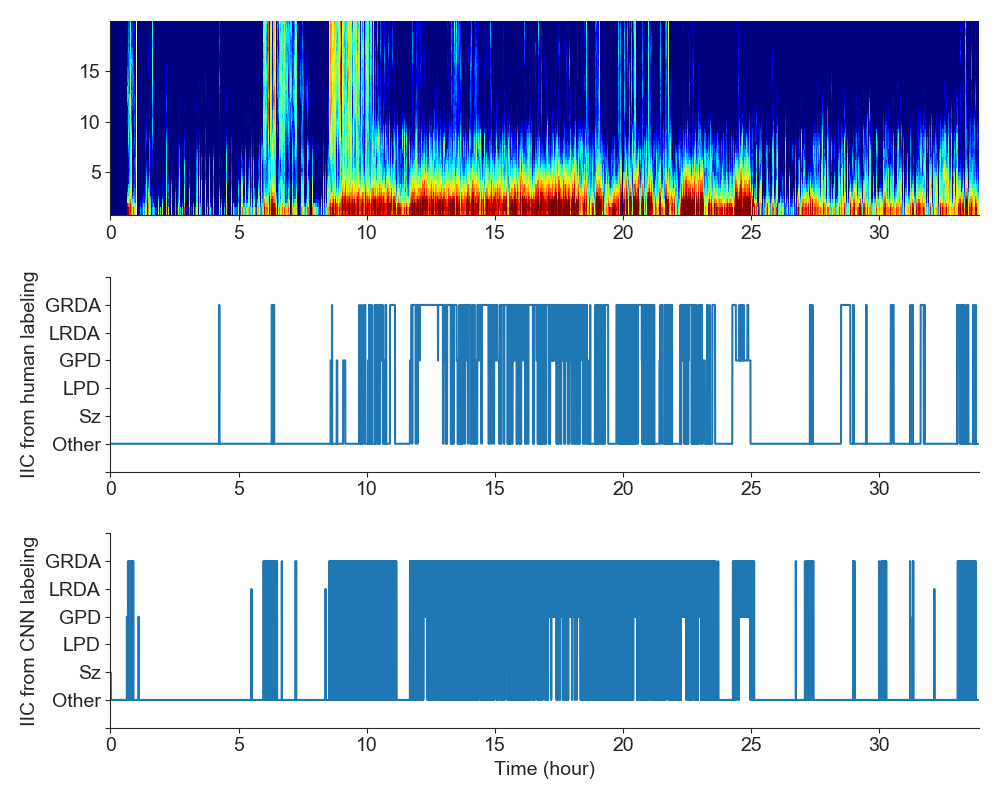 15
10
5
0 5 10 15 20 25 30
IIC from human labeling
GRDA
LRDA
GPD
LPD
Sz
Other
0 5 10 15 20 25 30
IIC from CNN labeling
GRDA
LRDA
GPD
LPD
Sz
Other
0 5 10 15 20 25 30
Time (hour)